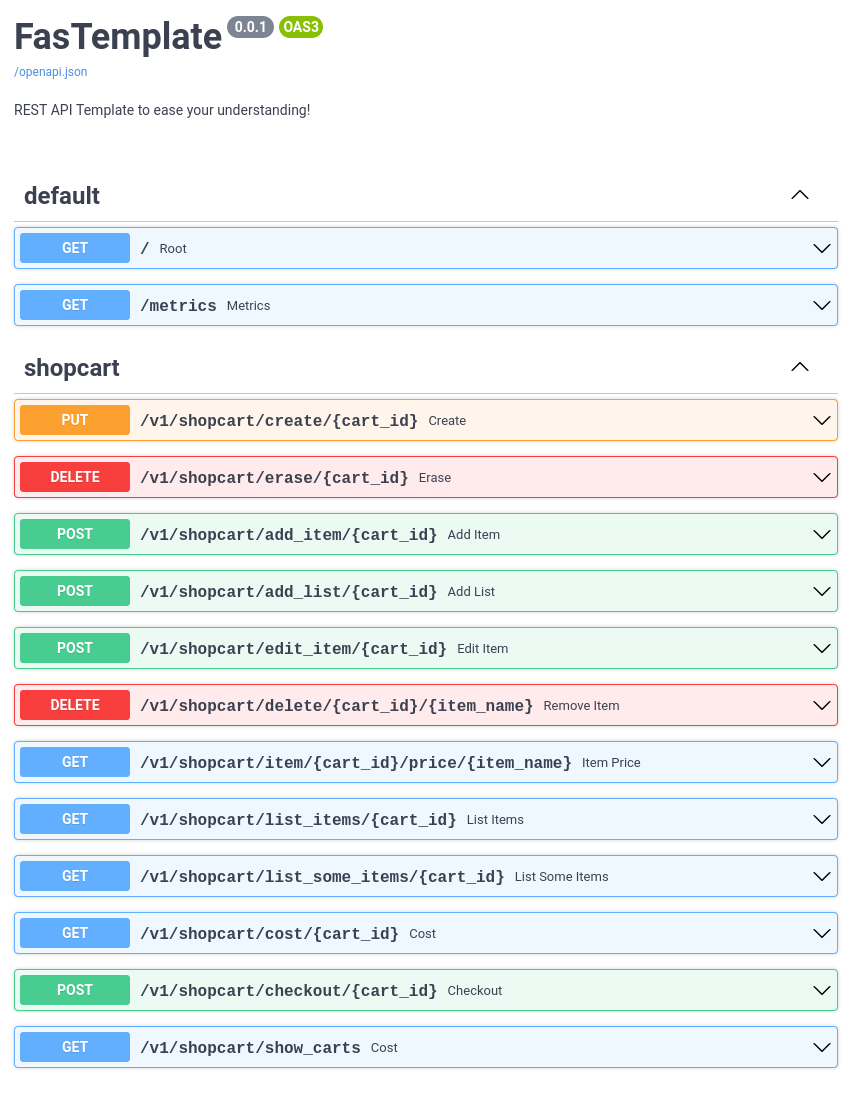 FasTemplate 0.0.1 OAS3
/openapi.json
REST API Template to ease your understanding!
default
GET / Root
GET /metrics Metrics
shopcart
PUT /v1/shopcart/create/{cart_id} Create
DELETE /v1/shopcart/erase/{cart_id} Erase
POST /v1/shopcart/add_item/{cart_id} Add Item
POST /v1/shopcart/add_list/{cart_id} Add List
POST /v1/shopcart/edit_item/{cart_id} Edit Item
DELETE /v1/shopcart/delete/{cart_id}/{item_name} Remove Item
GET /v1/shopcart/item/{cart_id}/price/{item_name} Item Price
GET /v1/shopcart/list_items/{cart_id} List Items
GET /v1/shopcart/list_some_items/{cart_id} List Some Items
GET /v1/shopcart/cost/{cart_id} Cost
POST /v1/shopcart/checkout/{cart_id} Checkout
GET /v1/shopcart/show_carts Cost